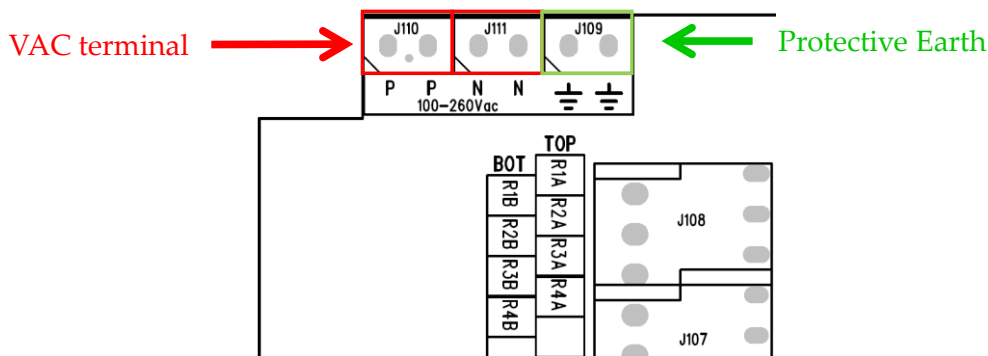 J110 J111 J109
VAC terminal
Protective Earth
P P N N
100-260Vac
TOP
BOT
R1A
R1B
R2A
J108
R2B
R3A
R3B
R4A
R4B
J107